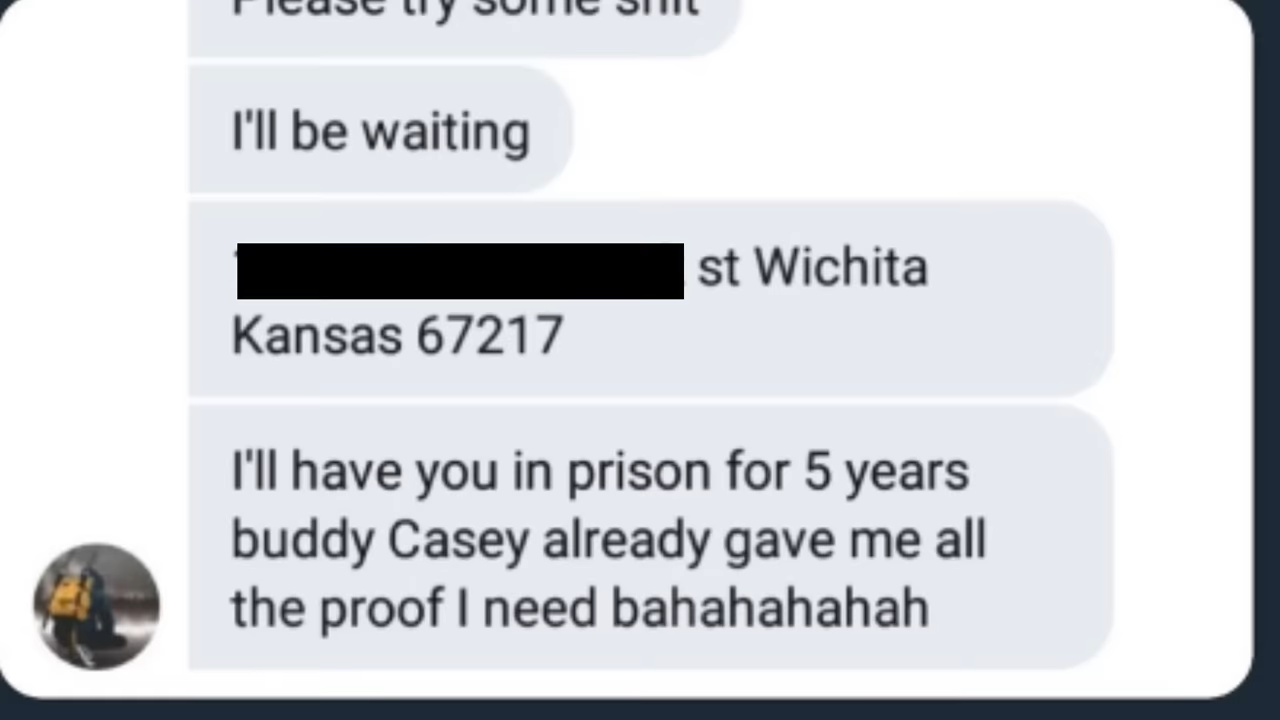 Please try some shit
I'll be waiting
st Wichita
Kansas 67217
I'll have you in prison for 5 years
buddy Casey already gave me all
the proof I need bahahahahah